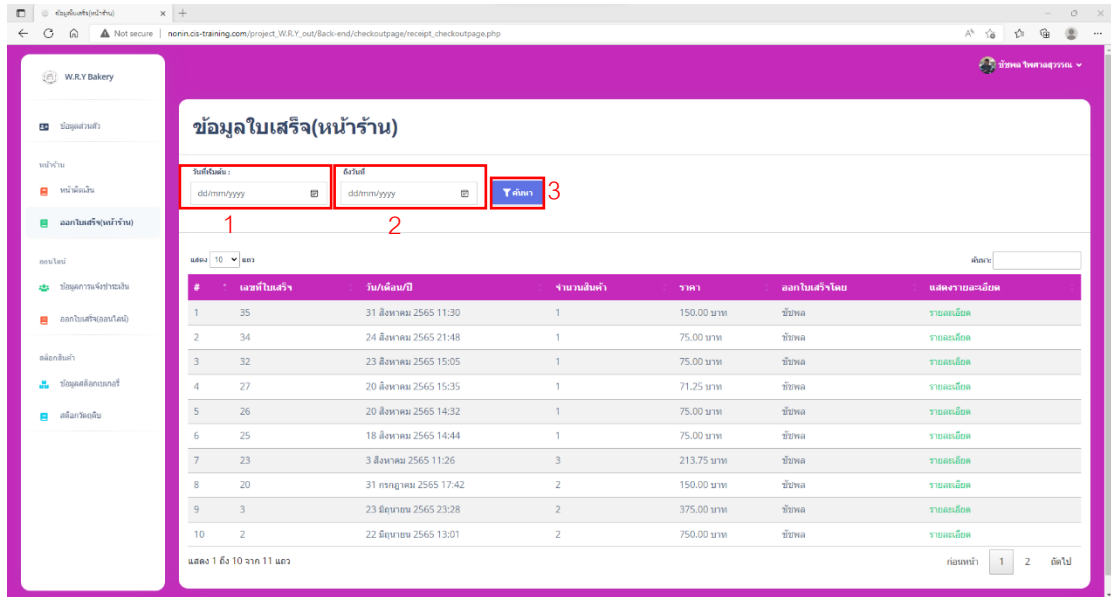 ข้อมูลใบเสร็จ(หน้าร้าน)
Not secure | nonin.cis-training.com/project_W.R.Y_out/Back-end/checkoutpage/receipt_checkoutpage.php
W.R.Y Bakery
ชัชพล ไพศาลสุวรรณ
ข้อมูลส่วนตัว
หน้าร้าน
หน้าคิดเงิน
ออกใบเสร็จ(หน้าร้าน)
ออนไลน์
ข้อมูลการแจ้งชำระเงิน
ออกใบเสร็จ(ออนไลน์)
สต็อกสินค้า
ข้อมูลสต็อกเบเกอรี่
สต็อกวัตถุดิบ
ข้อมูลใบเสร็จ(หน้าร้าน)
วันที่เริ่มต้น : ถึงวันที่
dd/mm/yyyy dd/mm/yyyy ค้นหา 3
1 2
แสดง 10 แถว ค้นหา:
# เลขที่ใบเสร็จ วัน/เดือน/ปี จำนวนสินค้า ราคา ออกใบเสร็จโดย แสดงรายละเอียด
1 35 31 สิงหาคม 2565 11:30 1 150.00 บาท ชัชพล รายละเอียด
2 34 24 สิงหาคม 2565 21:48 1 75.00 บาท ชัชพล รายละเอียด
3 32 23 สิงหาคม 2565 15:05 1 75.00 บาท ชัชพล รายละเอียด
4 27 20 สิงหาคม 2565 15:35 1 71.25 บาท ชัชพล รายละเอียด
5 26 20 สิงหาคม 2565 14:32 1 75.00 บาท ชัชพล รายละเอียด
6 25 18 สิงหาคม 2565 14:44 1 75.00 บาท ชัชพล รายละเอียด
7 23 3 สิงหาคม 2565 11:26 3 213.75 บาท ชัชพล รายละเอียด
8 20 31 กรกฎาคม 2565 17:42 2 150.00 บาท ชัชพล รายละเอียด
9 3 23 มิถุนายน 2565 23:28 2 375.00 บาท ชัชพล รายละเอียด
10 2 22 มิถุนายน 2565 13:01 2 750.00 บาท ชัชพล รายละเอียด
แสดง 1 ถึง 10 จาก 11 แถว ก่อนหน้า 1 2 ถัดไป